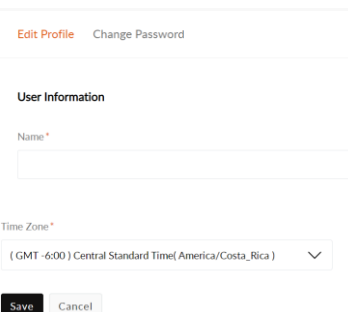 Edit Profile Change Password
User Information
Name *
Time Zone *
( GMT -6:00 ) Central Standard Time( America/Costa_Rica )
Save Cancel